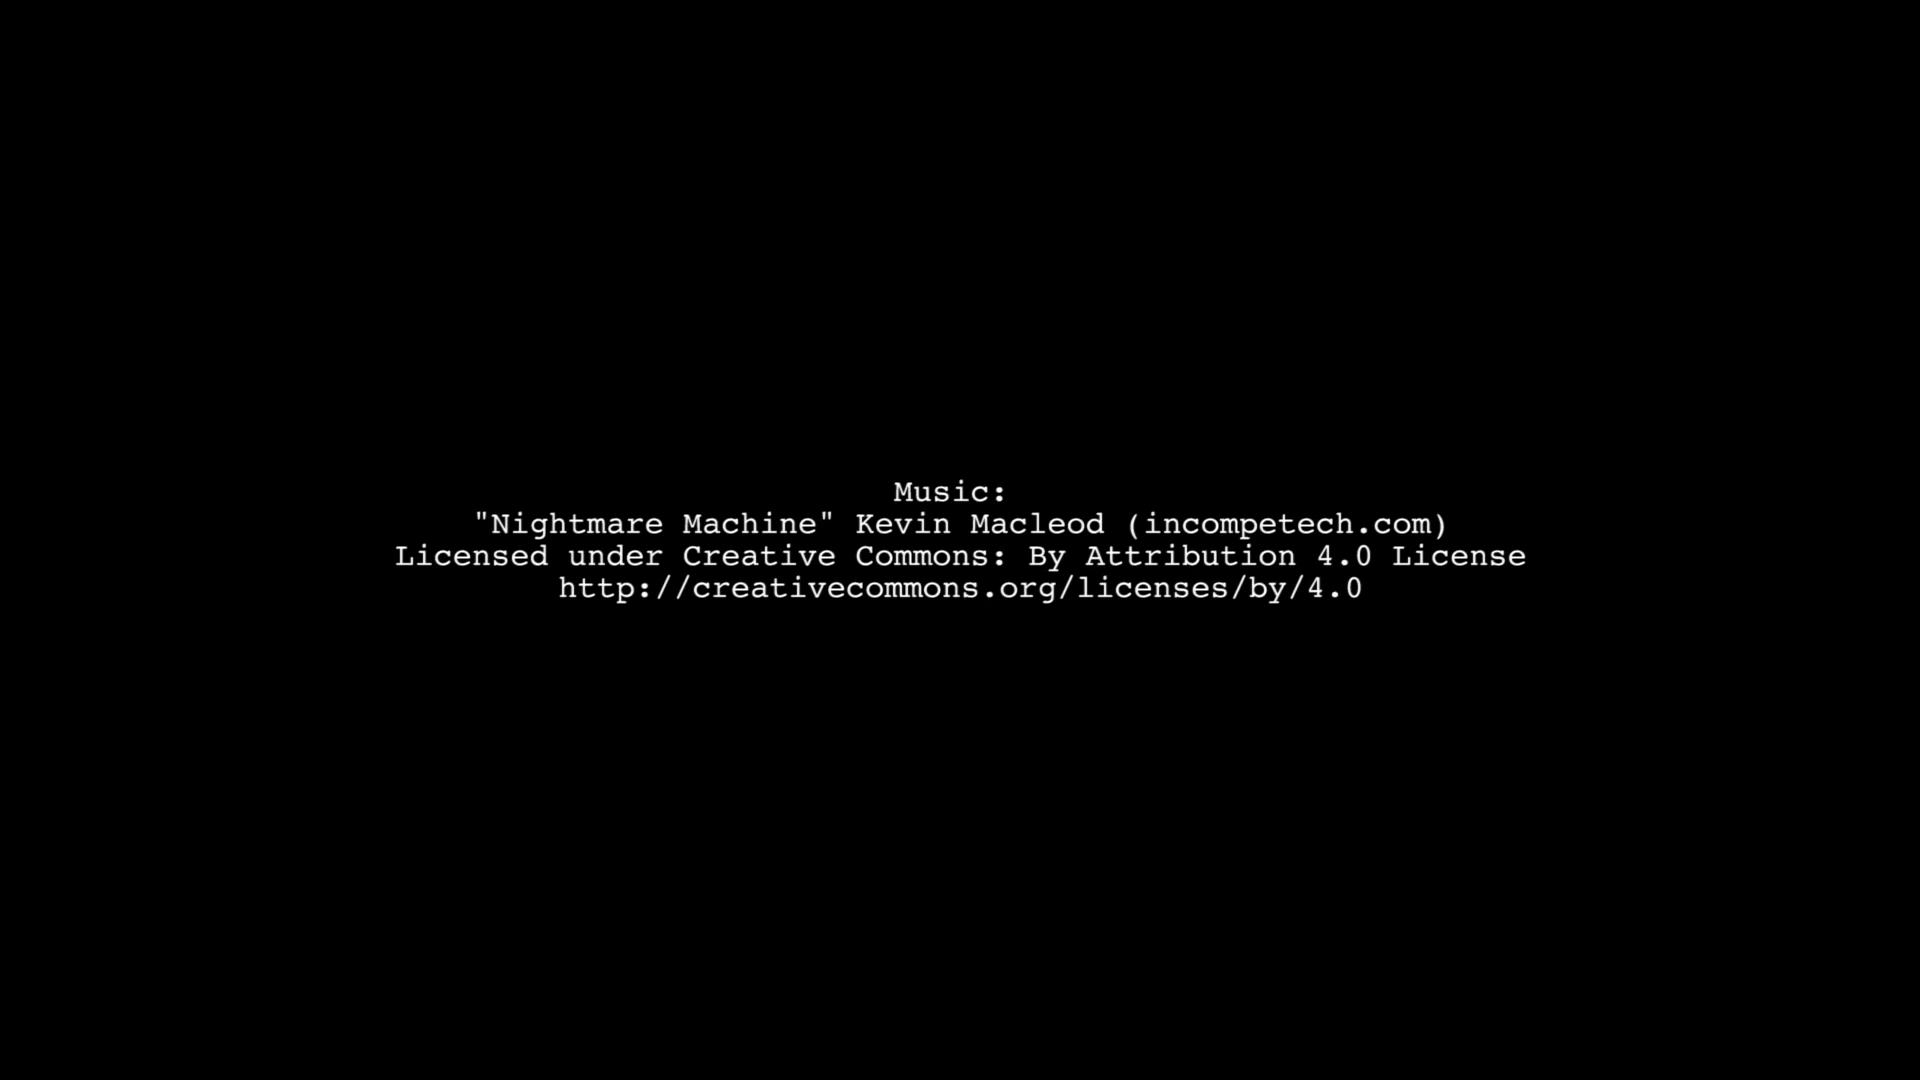 Music:
"Nightmare Machine" Kevin Macleod (incompetech.com)
Licensed under Creative Commons: By Attribution 4.0 License
http://creativecommons.org/licenses/by/4.0